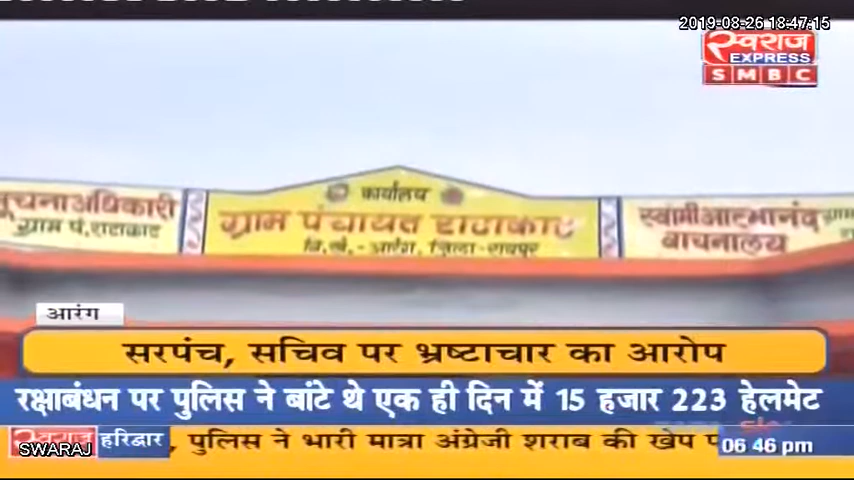 2019-08-26 18:47:15
स्वराज
EXPRESS
SMBC
कार्यालय
सूचना अधिकारी
ग्राम पंचायत राटाकाट
स्वामी आत्मानंद
ग्राम पं. राटाकाट
वि.खं.-आरंग, जिला-रायपुर
वाचनालय
आरंग
सरपंच, सचिव पर भ्रष्टाचार का आरोप
रक्षाबंधन पर पुलिस ने बांटे थे एक ही दिन में 15 हजार 223 हेलमेट
स्वराज
SWARAJ
हरिद्वार
, पुलिस ने भारी मात्रा अंग्रेजी शराब की खेप
06:46 pm